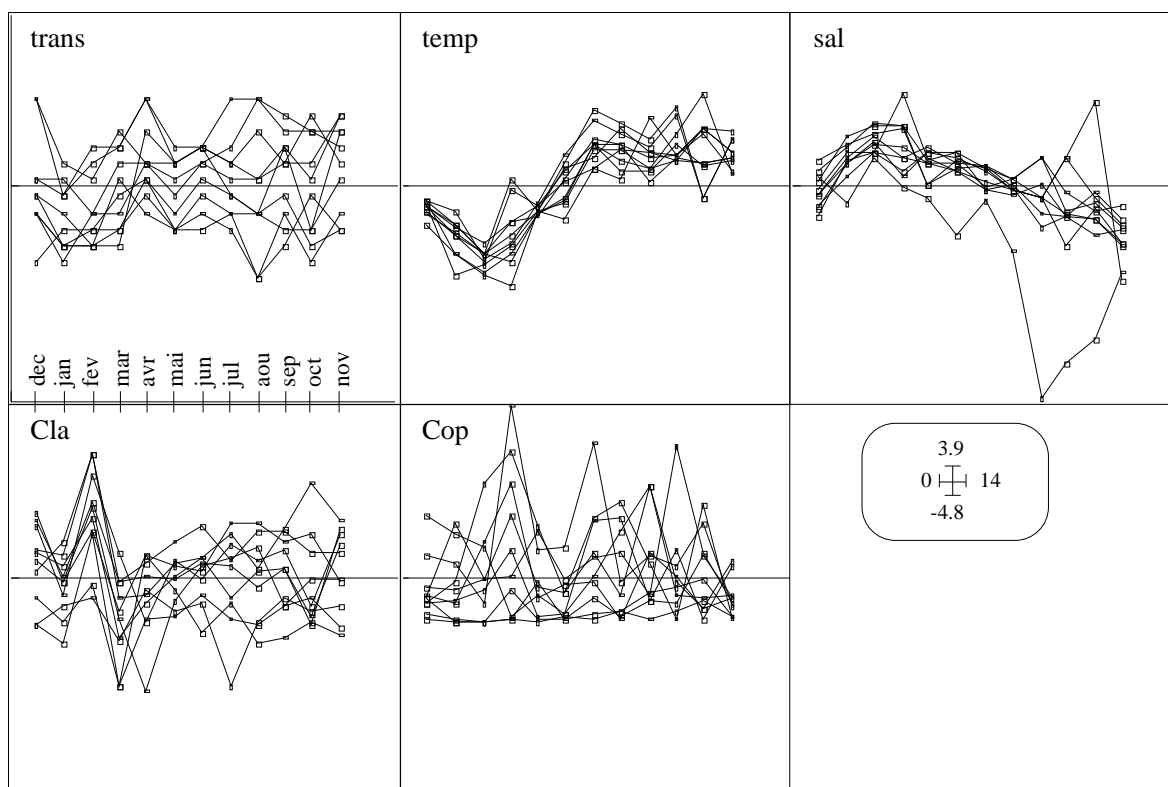 trans
temp
sal
dec
jan
fev
mar
avr
mai
jun
jul
aou
sep
oct
nov
Cla
Cop
3.9
0 14
-4.8